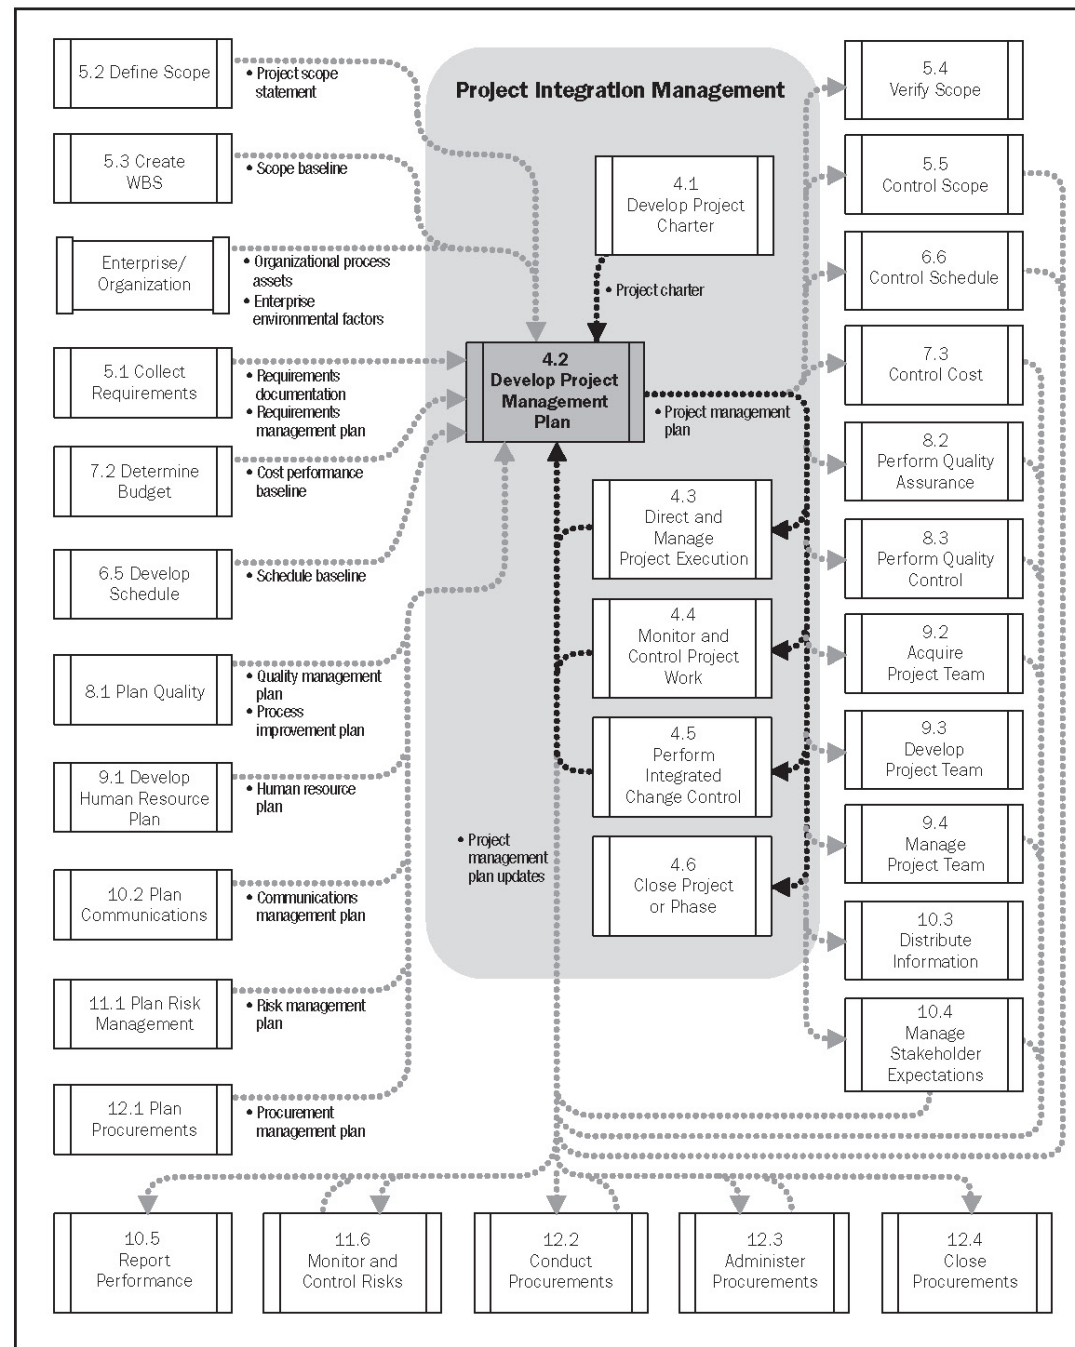 Project Integration Management
5.2 Define Scope
• Project scope
statement
5.3 Create
WBS
• Scope baseline
Enterprise/
Organization
• Organizational process
assets
• Enterprise
environmental factors
5.1 Collect
Requirements
• Requirements
documentation
• Requirements
management plan
7.2 Determine
Budget
• Cost performance
baseline
6.5 Develop
Schedule
• Schedule baseline
8.1 Plan Quality
• Quality management
plan
• Process
improvement plan
9.1 Develop
Human Resource
Plan
• Human resource
plan
10.2 Plan
Communications
• Communications
management plan
11.1 Plan Risk
Management
• Risk management
plan
12.1 Plan
Procurements
• Procurement
management plan
4.1
Develop Project
Charter
• Project charter
4.2
Develop Project
Management
Plan
• Project management
plan
4.3
Direct and
Manage
Project Execution
4.4
Monitor and
Control Project
Work
4.5
Perform
Integrated
Change Control
• Project
management
plan updates
4.6
Close Project
or Phase
5.4
Verify Scope
5.5
Control Scope
6.6
Control Schedule
7.3
Control Cost
8.2
Perform Quality
Assurance
8.3
Perform Quality
Control
9.2
Acquire
Project Team
9.3
Develop
Project Team
9.4
Manage
Project Team
10.3
Distribute
Information
10.4
Manage
Stakeholder
Expectations
10.5
Report
Performance
11.6
Monitor and
Control Risks
12.2
Conduct
Procurements
12.3
Administer
Procurements
12.4
Close
Procurements